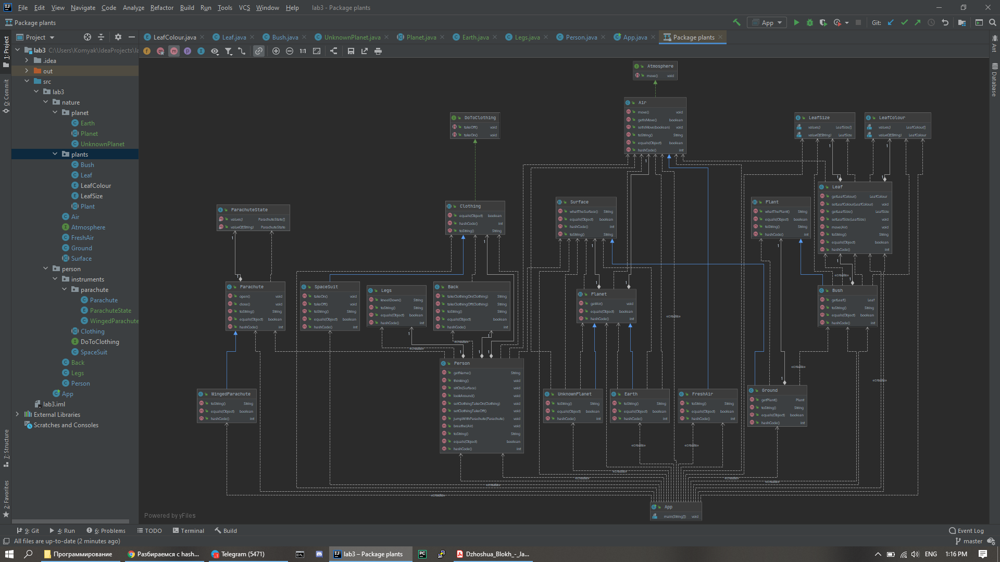 File Edit View Navigate Code Analyze Refactor Build Run Tools VCS Window Help lab3 - Package plants
Package plants
App
Git:
1: Project
Project
LeafColour.java
Leaf.java
Bush.java
UnknownPlanet.java
Planet.java
Earth.java
Legs.java
Person.java
App.java
Package plants
Ant
Database
0: Commit
7: Structure
2: Favorites
1:1
lab3 C:\Users\Komyak\IdeaProjects\la
.idea
out
src
lab3
nature
planet
Earth
Planet
UnknownPlanet
plants
Bush
Leaf
LeafColour
LeafSize
Plant
Air
Atmosphere
FreshAir
Ground
Surface
person
instruments
parachute
Parachute
ParachuteState
WingedParachute
Clothing
DoToClothing
SpaceSuit
Back
Legs
Person
App
lab3.iml
External Libraries
Scratches and Consoles
Atmosphere
move() void
Air
move() void
getIsMove() boolean
setIsMove(boolean) void
toString() String
equals(Object) boolean
hashCode() int
DoToClothing
takeOff() void
takeOn() void
LeafSize
values() LeafSize[]
valueOf(String) LeafSize
LeafColour
values() LeafColour[]
valueOf(String) LeafColour
Leaf
getLeafColour() LeafColour
setLeafColour(LeafColour) void
getLeafSize() LeafSize
setLeafSize(LeafSize) void
move(Air) void
toString() String
equals(Object) boolean
hashCode() int
ParachuteState
values() ParachuteState[]
valueOf(String) ParachuteState
Clothing
equals(Object) boolean
hashCode() int
toString() String
Surface
whatTheSurface() String
equals(Object) boolean
hashCode() int
toString() String
Plant
whatThePlant() String
equals(Object) boolean
toString() String
hashCode() int
Parachute
open() void
close() void
toString() String
equals(Object) boolean
hashCode() int
SpaceSuit
takeOn() void
takeOff() void
toString() String
equals(Object) boolean
hashCode() int
Legs
kneelDown() String
toString() String
equals(Object) boolean
hashCode() int
Back
takeClothingOn(Clothing) String
takeClothingOff(Clothing) String
toString() String
equals(Object) boolean
hashCode() int
Planet
getAir() void
equals(Object) boolean
hashCode() int
Bush
getLeaf() Leaf
toString() String
equals(Object) boolean
hashCode() int
Person
getName() String
thinking() void
sitOn(Surface) void
lookAround() void
setClothingTakeOn(Clothing) void
setClothingTakeOff() void
jumpWithParachute(Parachute) void
breathe(Air) void
toString() String
equals(Object) boolean
hashCode() int
WingedParachute
toString() String
equals(Object) boolean
hashCode() int
UnknownPlanet
toString() String
equals(Object) boolean
hashCode() int
Earth
toString() String
equals(Object) boolean
hashCode() int
FreshAir
toString() String
equals(Object) boolean
hashCode() int
Ground
getPlant() Plant
toString() String
equals(Object) boolean
hashCode() int
App
main(String[]) void
«create»
«create»
«create»
«create»
«create»
«create»
«create»
«create»
«create»
«create»
«create»
«create»
«create»
«create»
Powered by yFiles
9: Git 4: Run 6: Problems TODO Terminal Build Event Log
All files are up-to-date (2 minutes ago) master
Программирование
Разбираемся с hash...
Telegram (5471)
lab3 – Package plants
Dzhoshua_Blokh_-_Ja...
ENG 1:16 PM